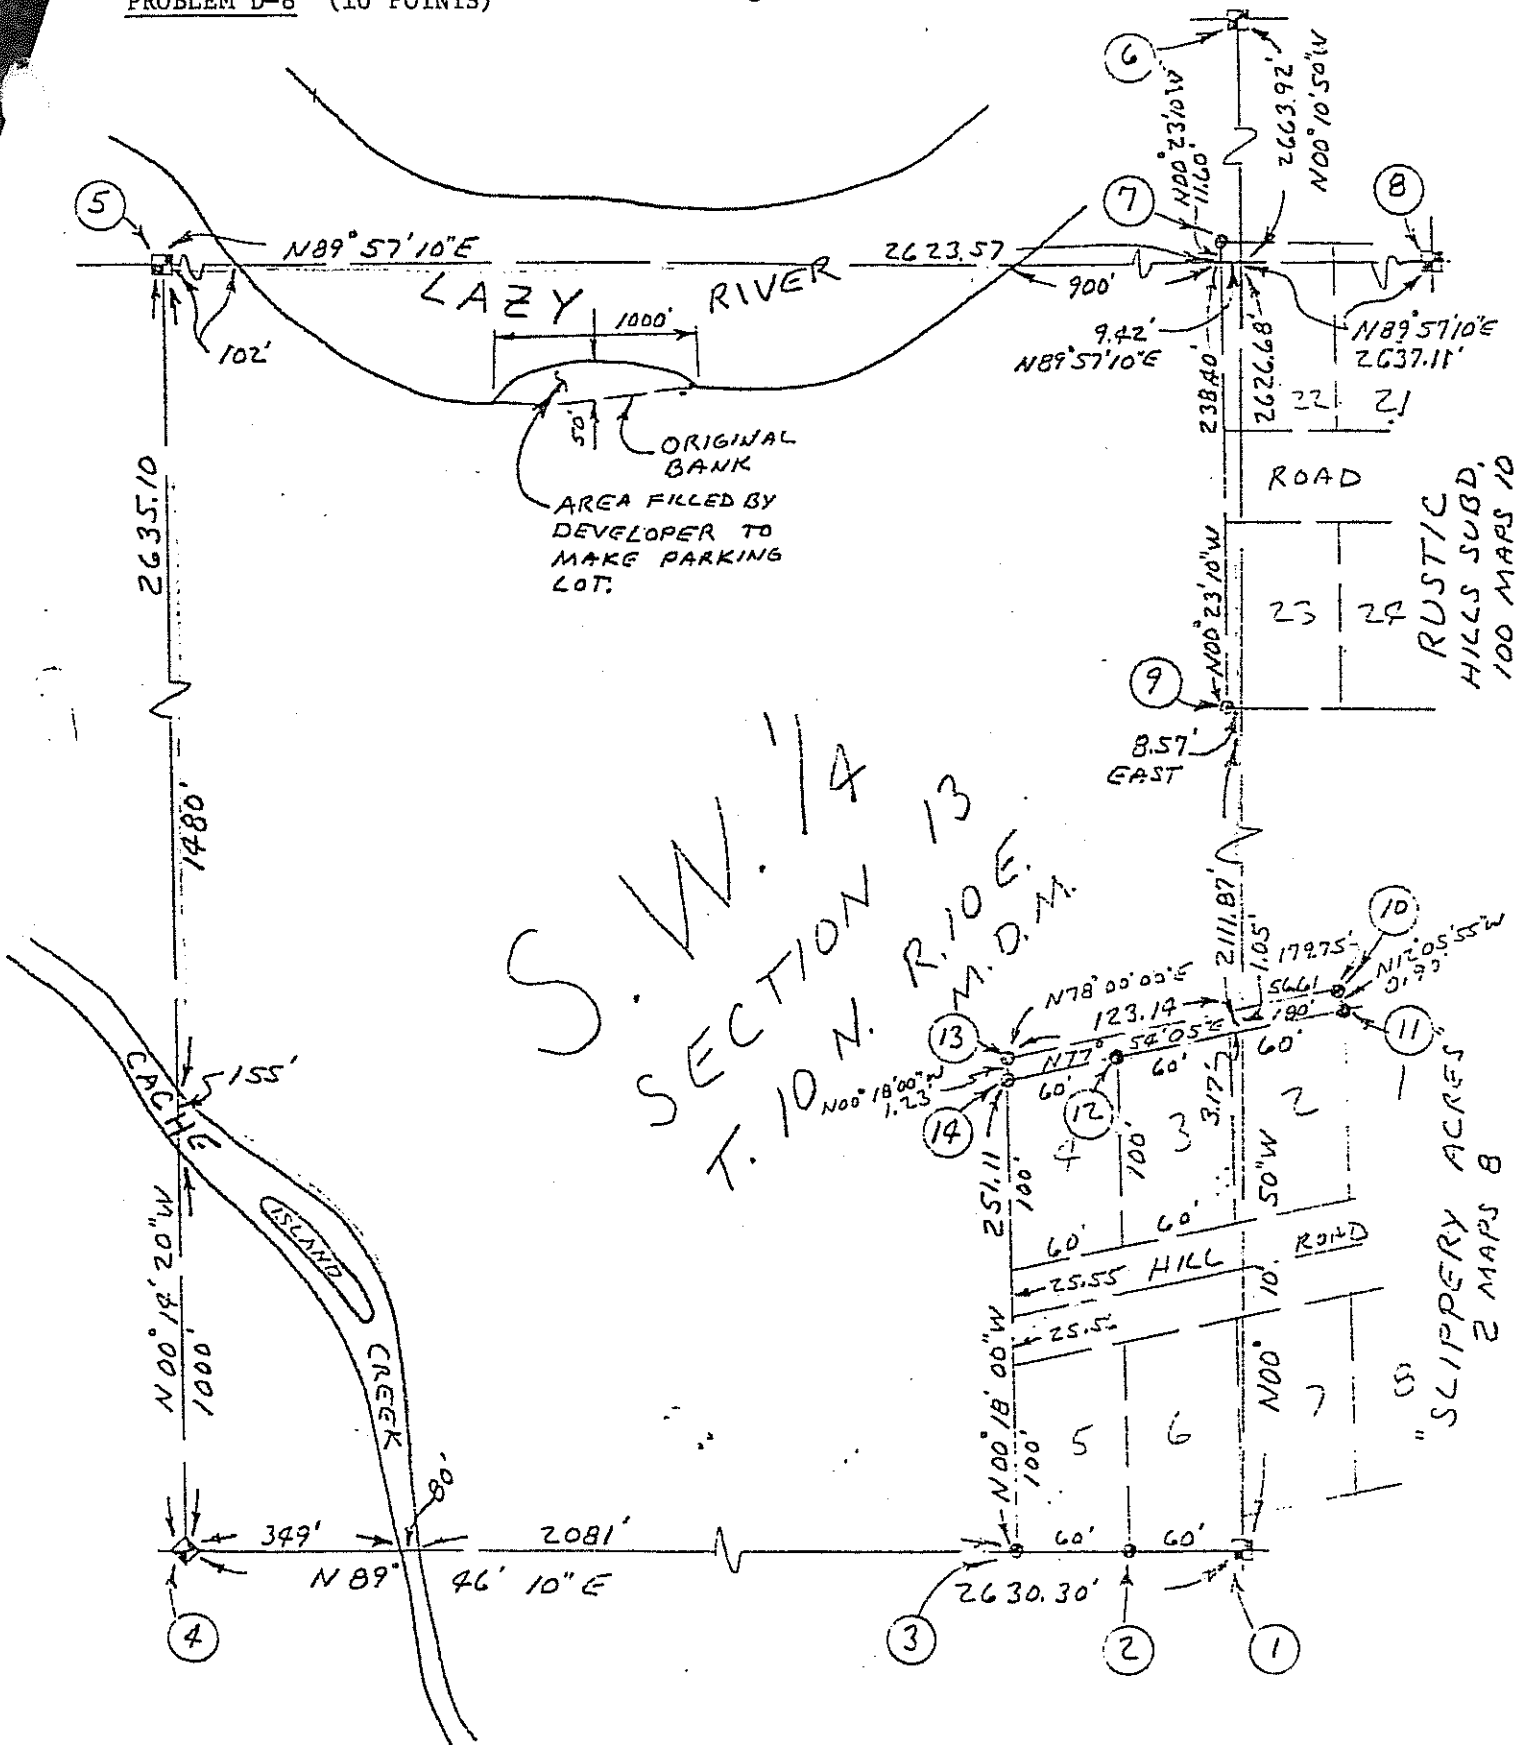 PROBLEM D-8 (10 POINTS)
6
N00°23'10"W
11.60'
2663.92'
N00°10'50"W
5
7
8
N89°57'10"E
2623.57
LAZY RIVER
900'
102'
1000'
9.42'
N89°57'10"E
N89°57'10"E
2637.11'
238.40'
2626.68'
22
21
50'
ORIGINAL
BANK
AREA FILLED BY
DEVELOPER TO
MAKE PARKING
LOT.
ROAD
RUSTIC
HILLS SUBD,
100 MAPS 10
2635.10
N00°23'10"W
23
24
9
8.57'
EAST
1480'
S.W. 1/4
SECTION 13
T. 10 N. R. 10 E.
M.D.M.
2111.87'
1.05'
179.75'
10
N12°05'55"W
N78°00'00"E
123.14
56.61
180'
13
N77°54'05"E
60'
60'
60'
11
N00°18'00"W
1.23'
12
3.17'
14
CACHE
155'
251.11
100'
4
100'
3
2
1
"SLIPPERY ACRES"
2 MAPS 8
N00°10'50"W
ISLAND
60'
60'
HILL ROAD
25.55
25.5
N00°14'20"W
1000'
CREEK
N00°18'00"W
100'
5
6
7
8
80'
349'
2081'
60'
60'
N89°46'10"E
2630.30'
4
3
2
1